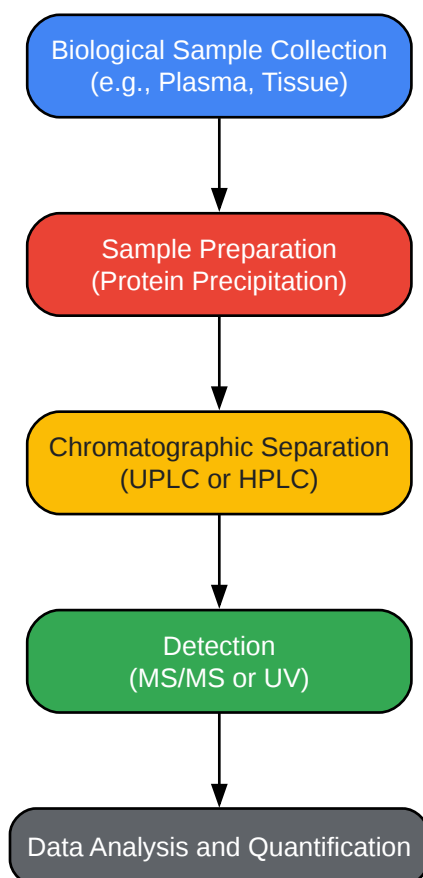 Biological Sample Collection
(e.g., Plasma, Tissue)
Sample Preparation
(Protein Precipitation)
Chromatographic Separation
(UPLC or HPLC)
Detection
(MS/MS or UV)
Data Analysis and Quantification